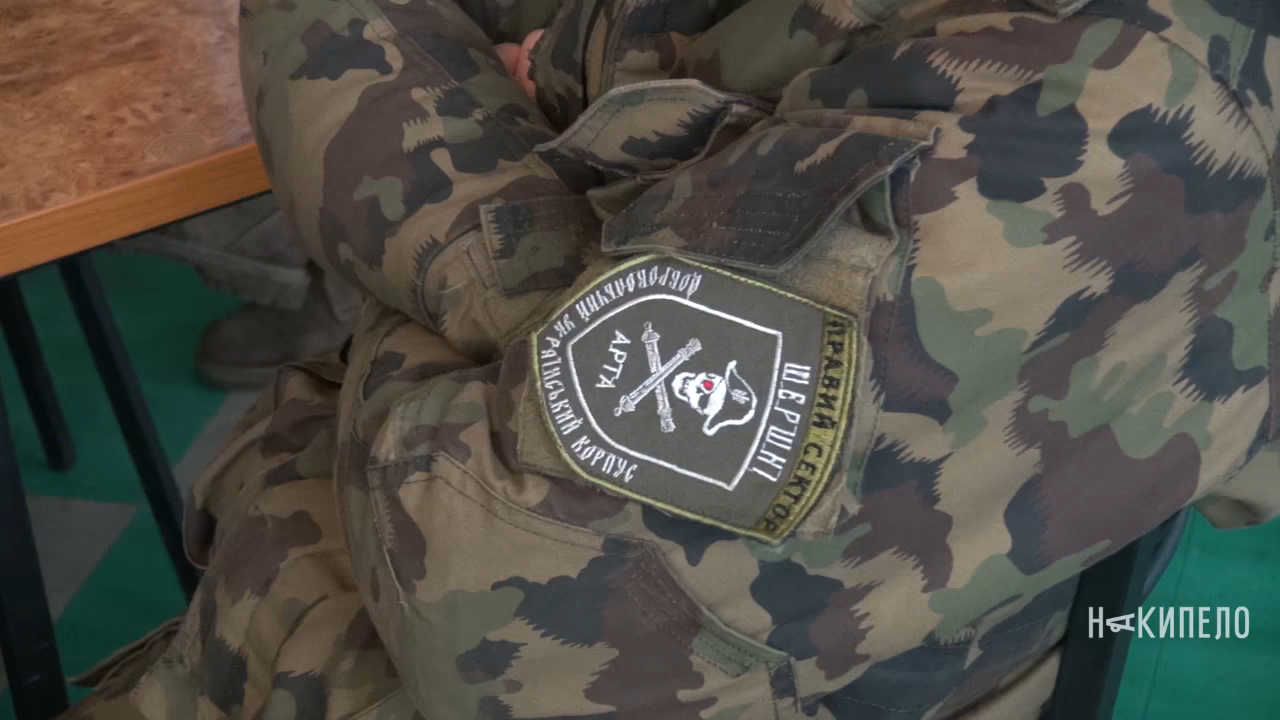 ПРАВИЙ СЕКТОР
ШЕРШНІ
АРТА
ДОБРОВОЛЬЧИЙ УКРАЇНСЬКИЙ КОРПУС
НАКИПЕЛО